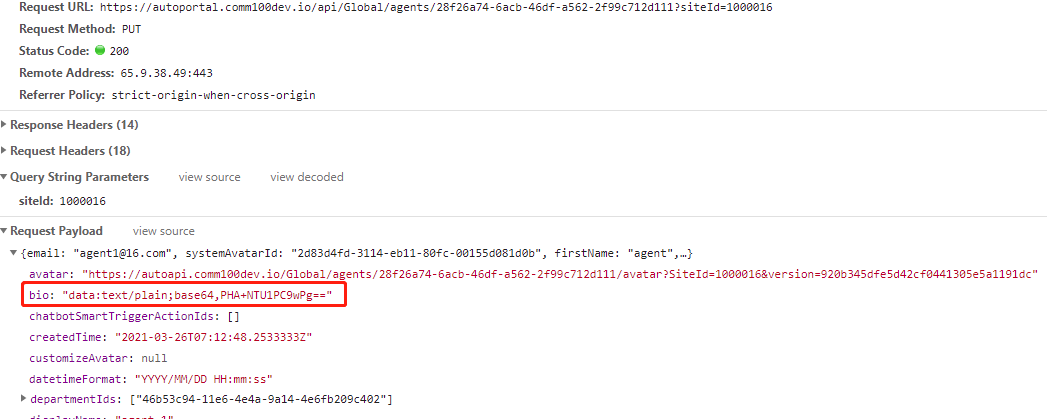 Request URL: https://autoportal.comm100dev.io/api/Global/agents/28f26a74-6acb-46df-a562-2f99c712d111?siteId=1000016
Request Method: PUT
Status Code: 200
Remote Address: 65.9.38.49:443
Referrer Policy: strict-origin-when-cross-origin
Response Headers (14)
Request Headers (18)
Query String Parameters view source view decoded
siteId: 1000016
Request Payload view source
{email: "agent1@16.com", systemAvatarId: "2d83d4fd-3114-eb11-80fc-00155d081d0b", firstName: "agent",…}
avatar: "https://autoapi.comm100dev.io/Global/agents/28f26a74-6acb-46df-a562-2f99c712d111/avatar?SiteId=1000016&version=920b345dfe5d42cf0441305e5a1191dc"
bio: "data:text/plain;base64,PHA+NTU1PC9wPg=="
chatbotSmartTriggerActionIds: []
createdTime: "2021-03-26T07:12:48.2533333Z"
customizeAvatar: null
datetimeFormat: "YYYY/MM/DD HH:mm:ss"
departmentIds: ["46b53c94-11e6-4e4a-9a14-4e6fb209c402"]
displayName: "agent 1"